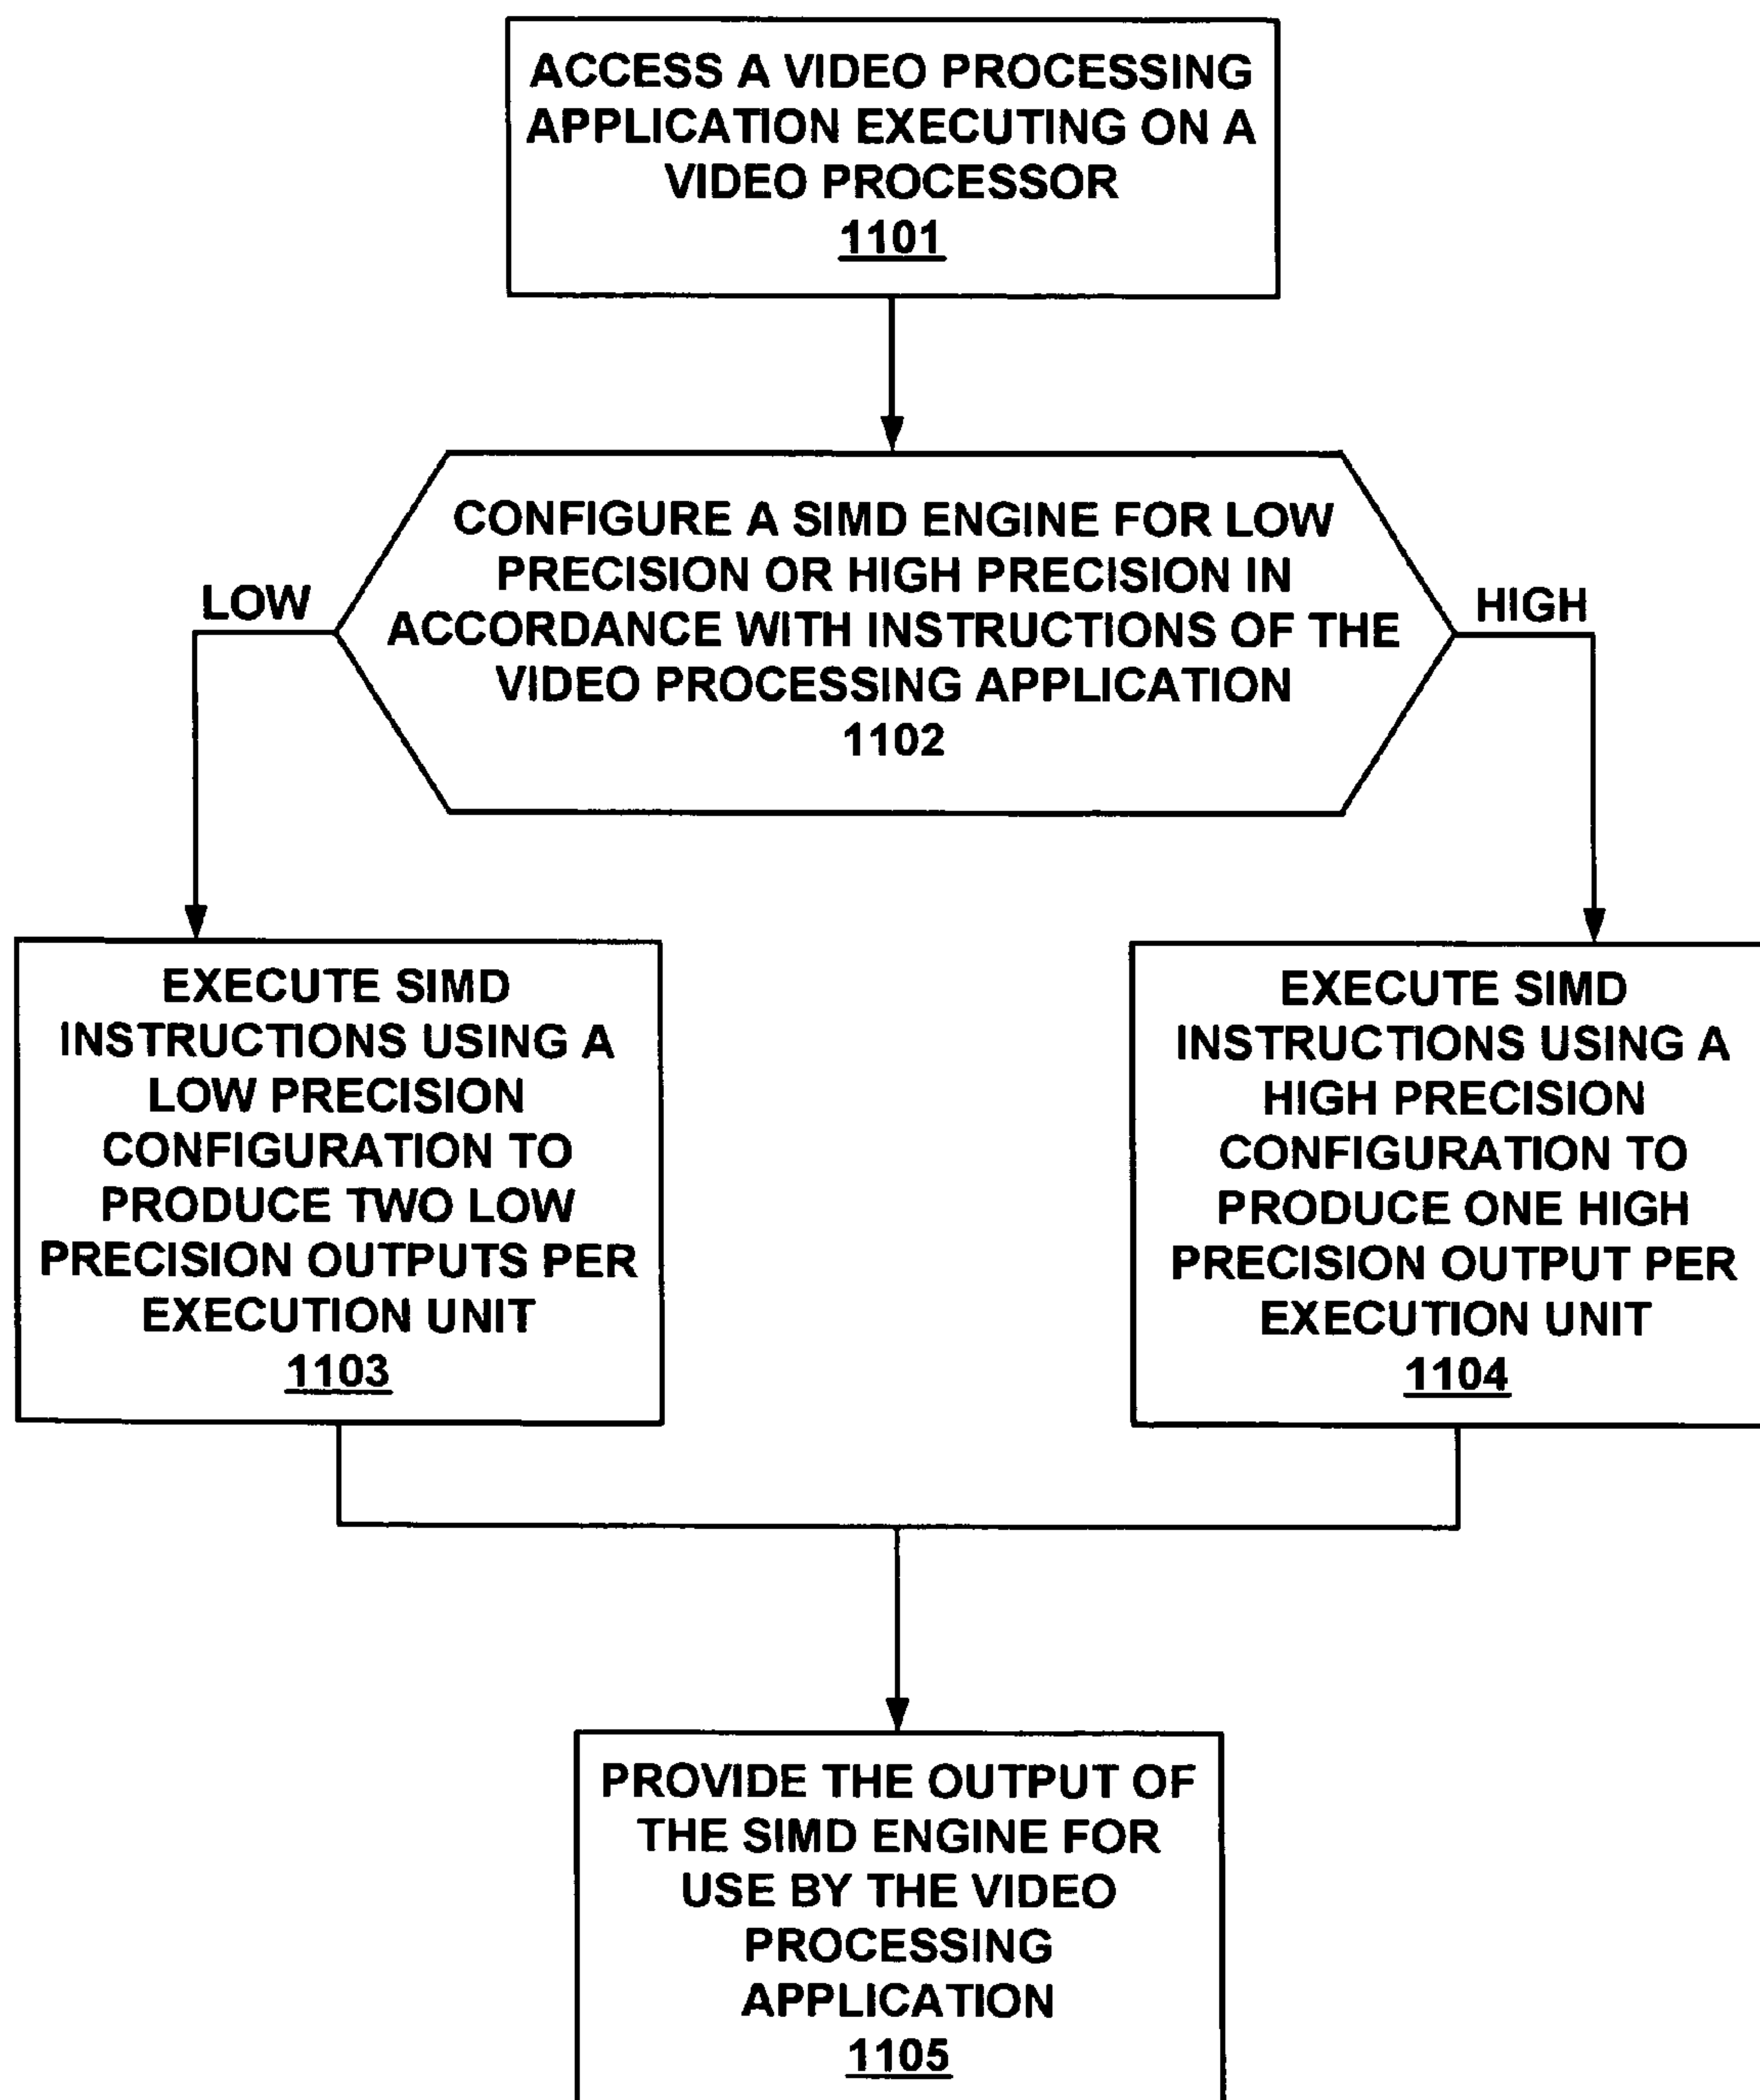 ACCESS A VIDEO PROCESSING
APPLICATION EXECUTING ON A
VIDEO PROCESSOR
1101
CONFIGURE A SIMD ENGINE FOR LOW
PRECISION OR HIGH PRECISION IN
ACCORDANCE WITH INSTRUCTIONS OF THE
VIDEO PROCESSING APPLICATION
1102
LOW
HIGH
EXECUTE SIMD
INSTRUCTIONS USING A
LOW PRECISION
CONFIGURATION TO
PRODUCE TWO LOW
PRECISION OUTPUTS PER
EXECUTION UNIT
1103
EXECUTE SIMD
INSTRUCTIONS USING A
HIGH PRECISION
CONFIGURATION TO
PRODUCE ONE HIGH
PRECISION OUTPUT PER
EXECUTION UNIT
1104
PROVIDE THE OUTPUT OF
THE SIMD ENGINE FOR
USE BY THE VIDEO
PROCESSING
APPLICATION
1105